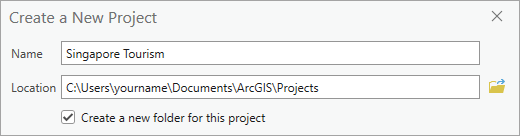 Create a New Project
Name Singapore Tourism
Location C:\Users\yourname\Documents\ArcGIS\Projects
Create a new folder for this project